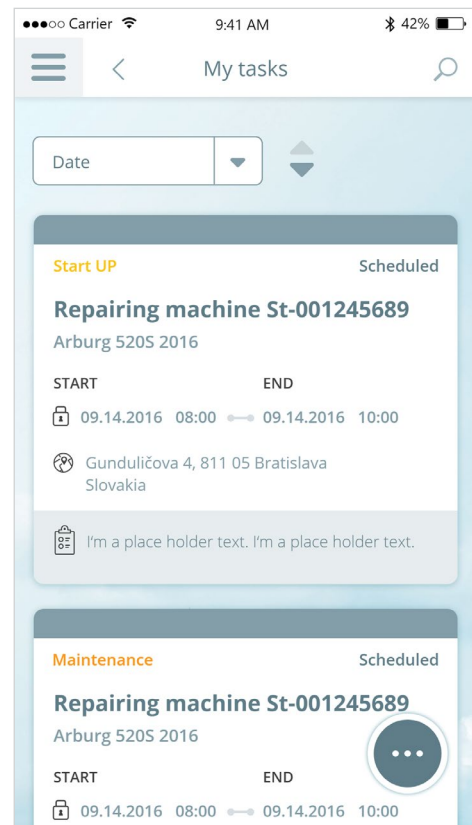 Carrier 9:41 AM 42%
My tasks
Date
Start UP Scheduled
Repairing machine St-001245689
Arburg 520S 2016
START END
09.14.2016 08:00 09.14.2016 10:00
Gunduličova 4, 811 05 Bratislava
Slovakia
I'm a place holder text. I'm a place holder text.
Maintenance Scheduled
Repairing machine St-001245689
Arburg 520S 2016
START END
09.14.2016 08:00 09.14.2016 10:00